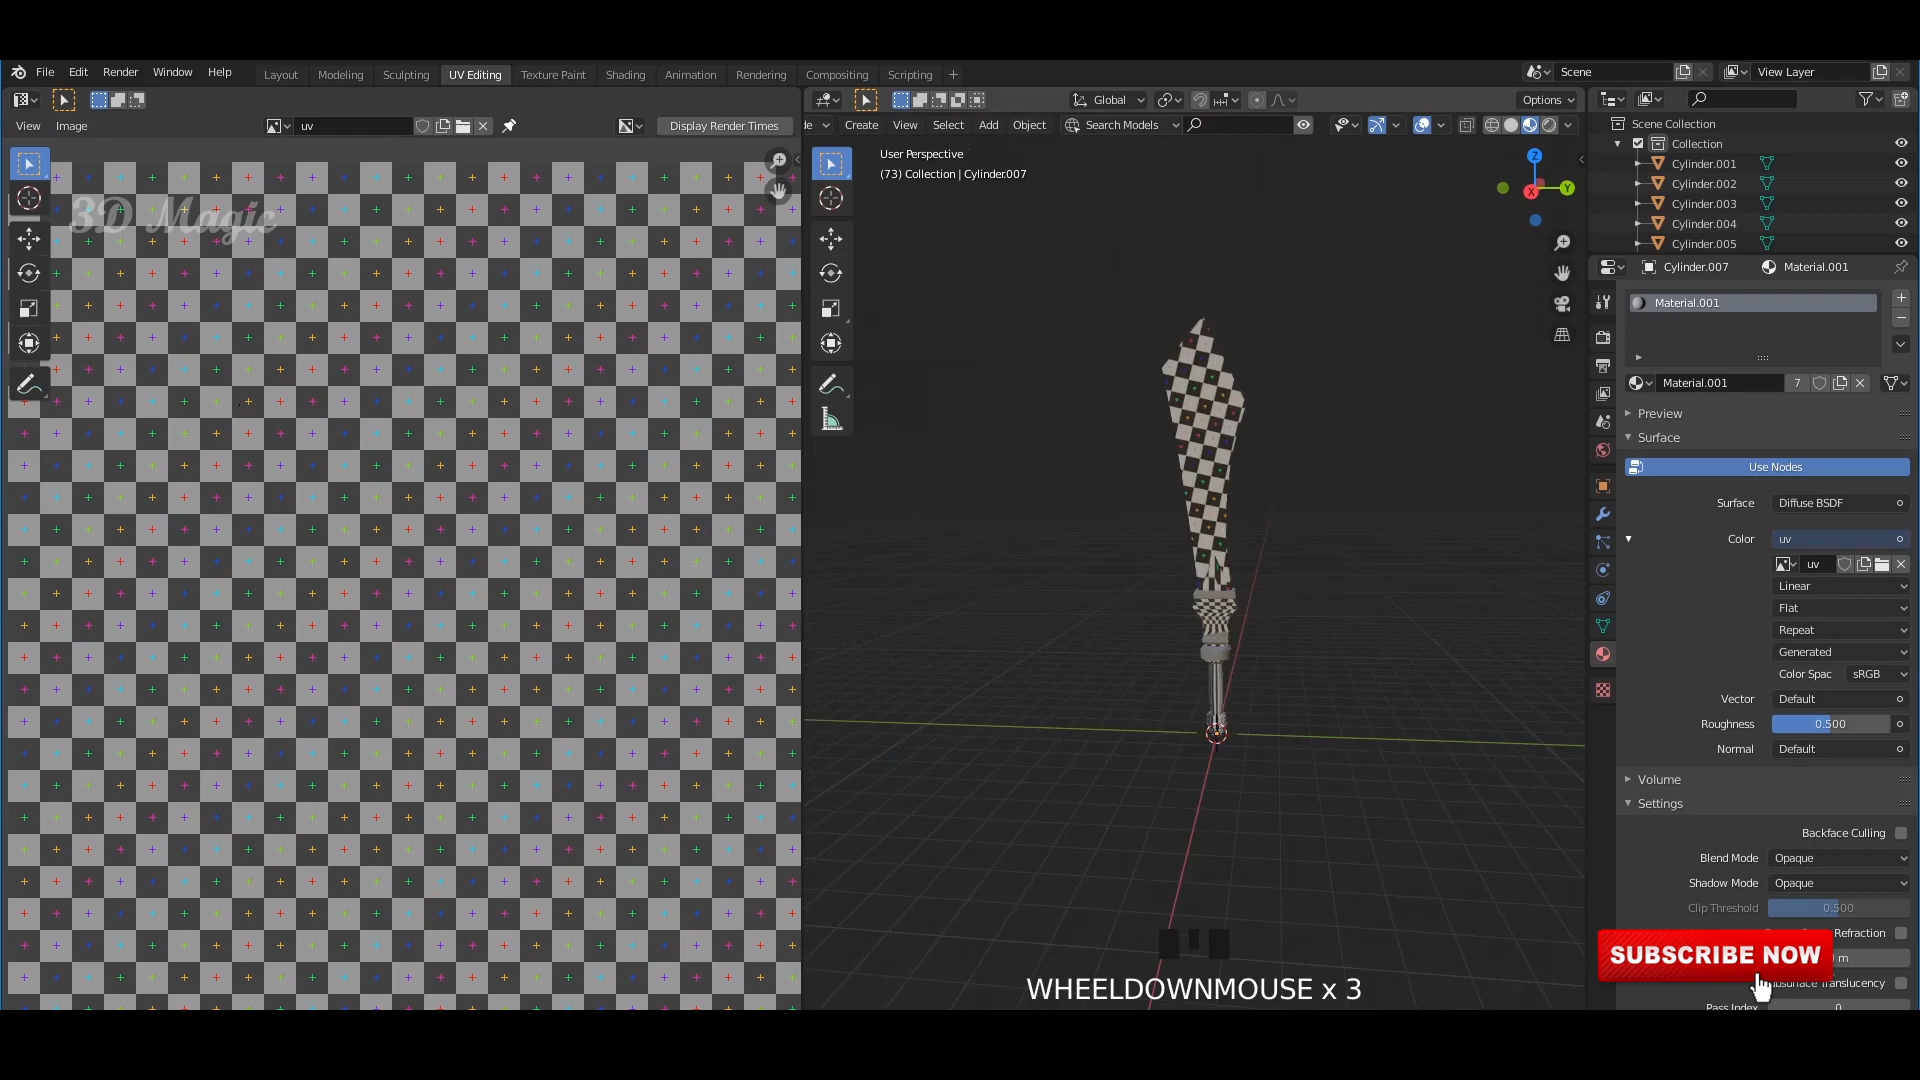 File Edit Render Window Help Layout Modeling Sculpting UV Editing Texture Paint Shading Animation Rendering Compositing Scripting + Scene View Layer
View Image uv Display Render Times
Global Options
Create View Select Add Object Search Models
3D Magic
User Perspective
(73) Collection | Cylinder.007
Z
Y
X
Scene Collection
Collection
Cylinder.001
Cylinder.002
Cylinder.003
Cylinder.004
Cylinder.005
Cylinder.007 Material.001
Material.001
Material.001 7
Preview
Surface
Use Nodes
Surface Diffuse BSDF
Color uv
uv
Linear
Flat
Repeat
Generated
Color Spac sRGB
Vector Default
Roughness 0.500
Normal Default
Volume
Settings
Backface Culling
Blend Mode Opaque
Shadow Mode Opaque
Clip Threshold 0.500
Refraction
SUBSCRIBE NOW
m
Translucency
Pass Index 0
WHEELDOWNMOUSE x 3